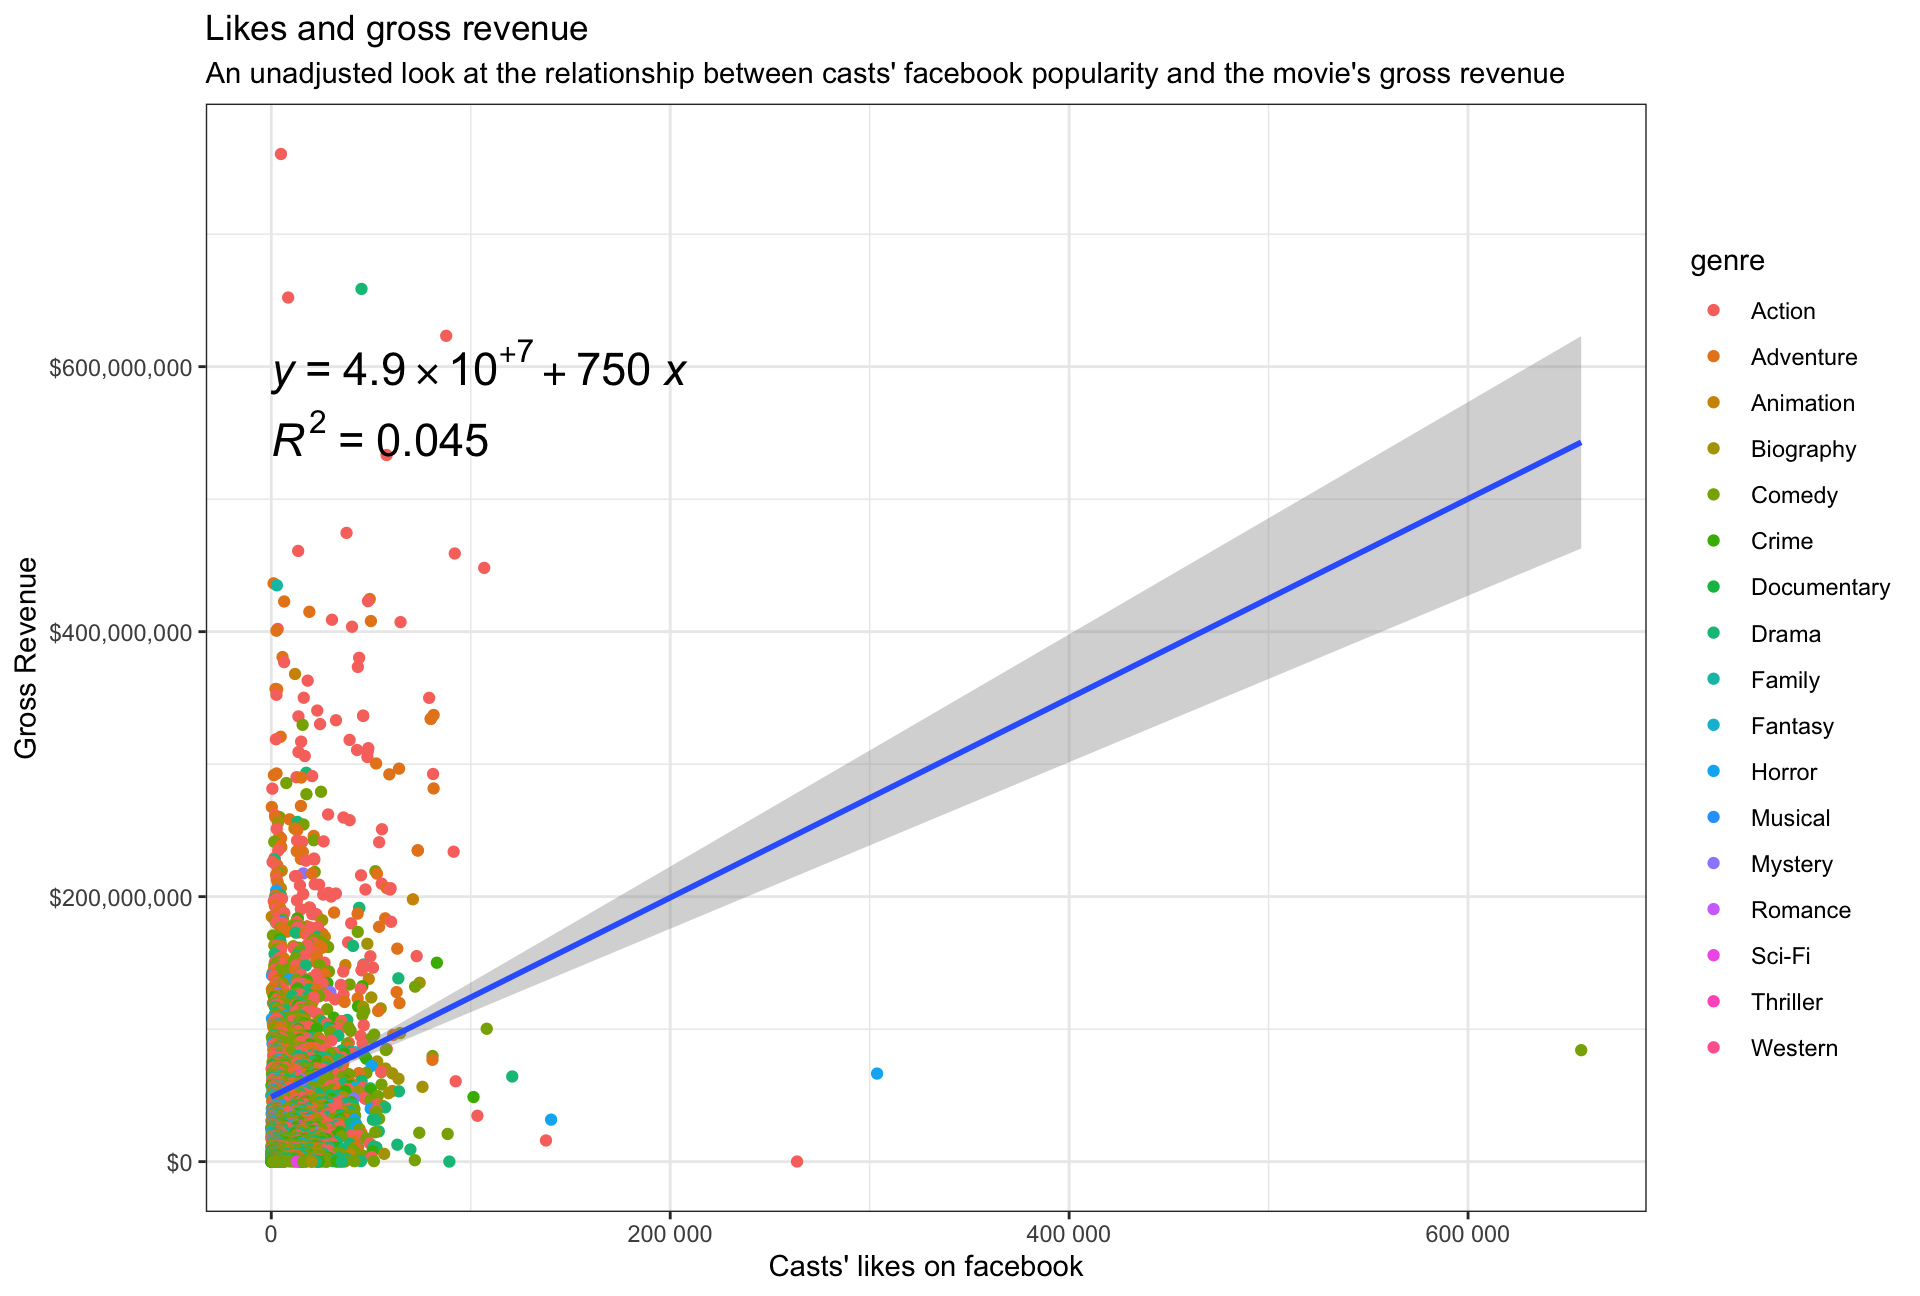 Likes and gross revenue
An unadjusted look at the relationship between casts' facebook popularity and the movie's gross revenue
y = 4.9 × 10⁺⁷ + 750 x
R² = 0.045
Gross Revenue
$600,000,000
$400,000,000
$200,000,000
$0
0
200 000
400 000
600 000
Casts' likes on facebook
genre
Action
Adventure
Animation
Biography
Comedy
Crime
Documentary
Drama
Family
Fantasy
Horror
Musical
Mystery
Romance
Sci-Fi
Thriller
Western